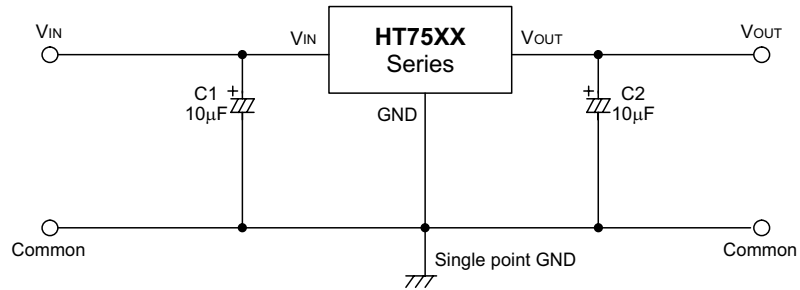 VIN
VIN
HT75XX
Series
VOUT
VOUT
C1 +
10μF
GND
+ C2
10μF
Common
Single point GND
Common